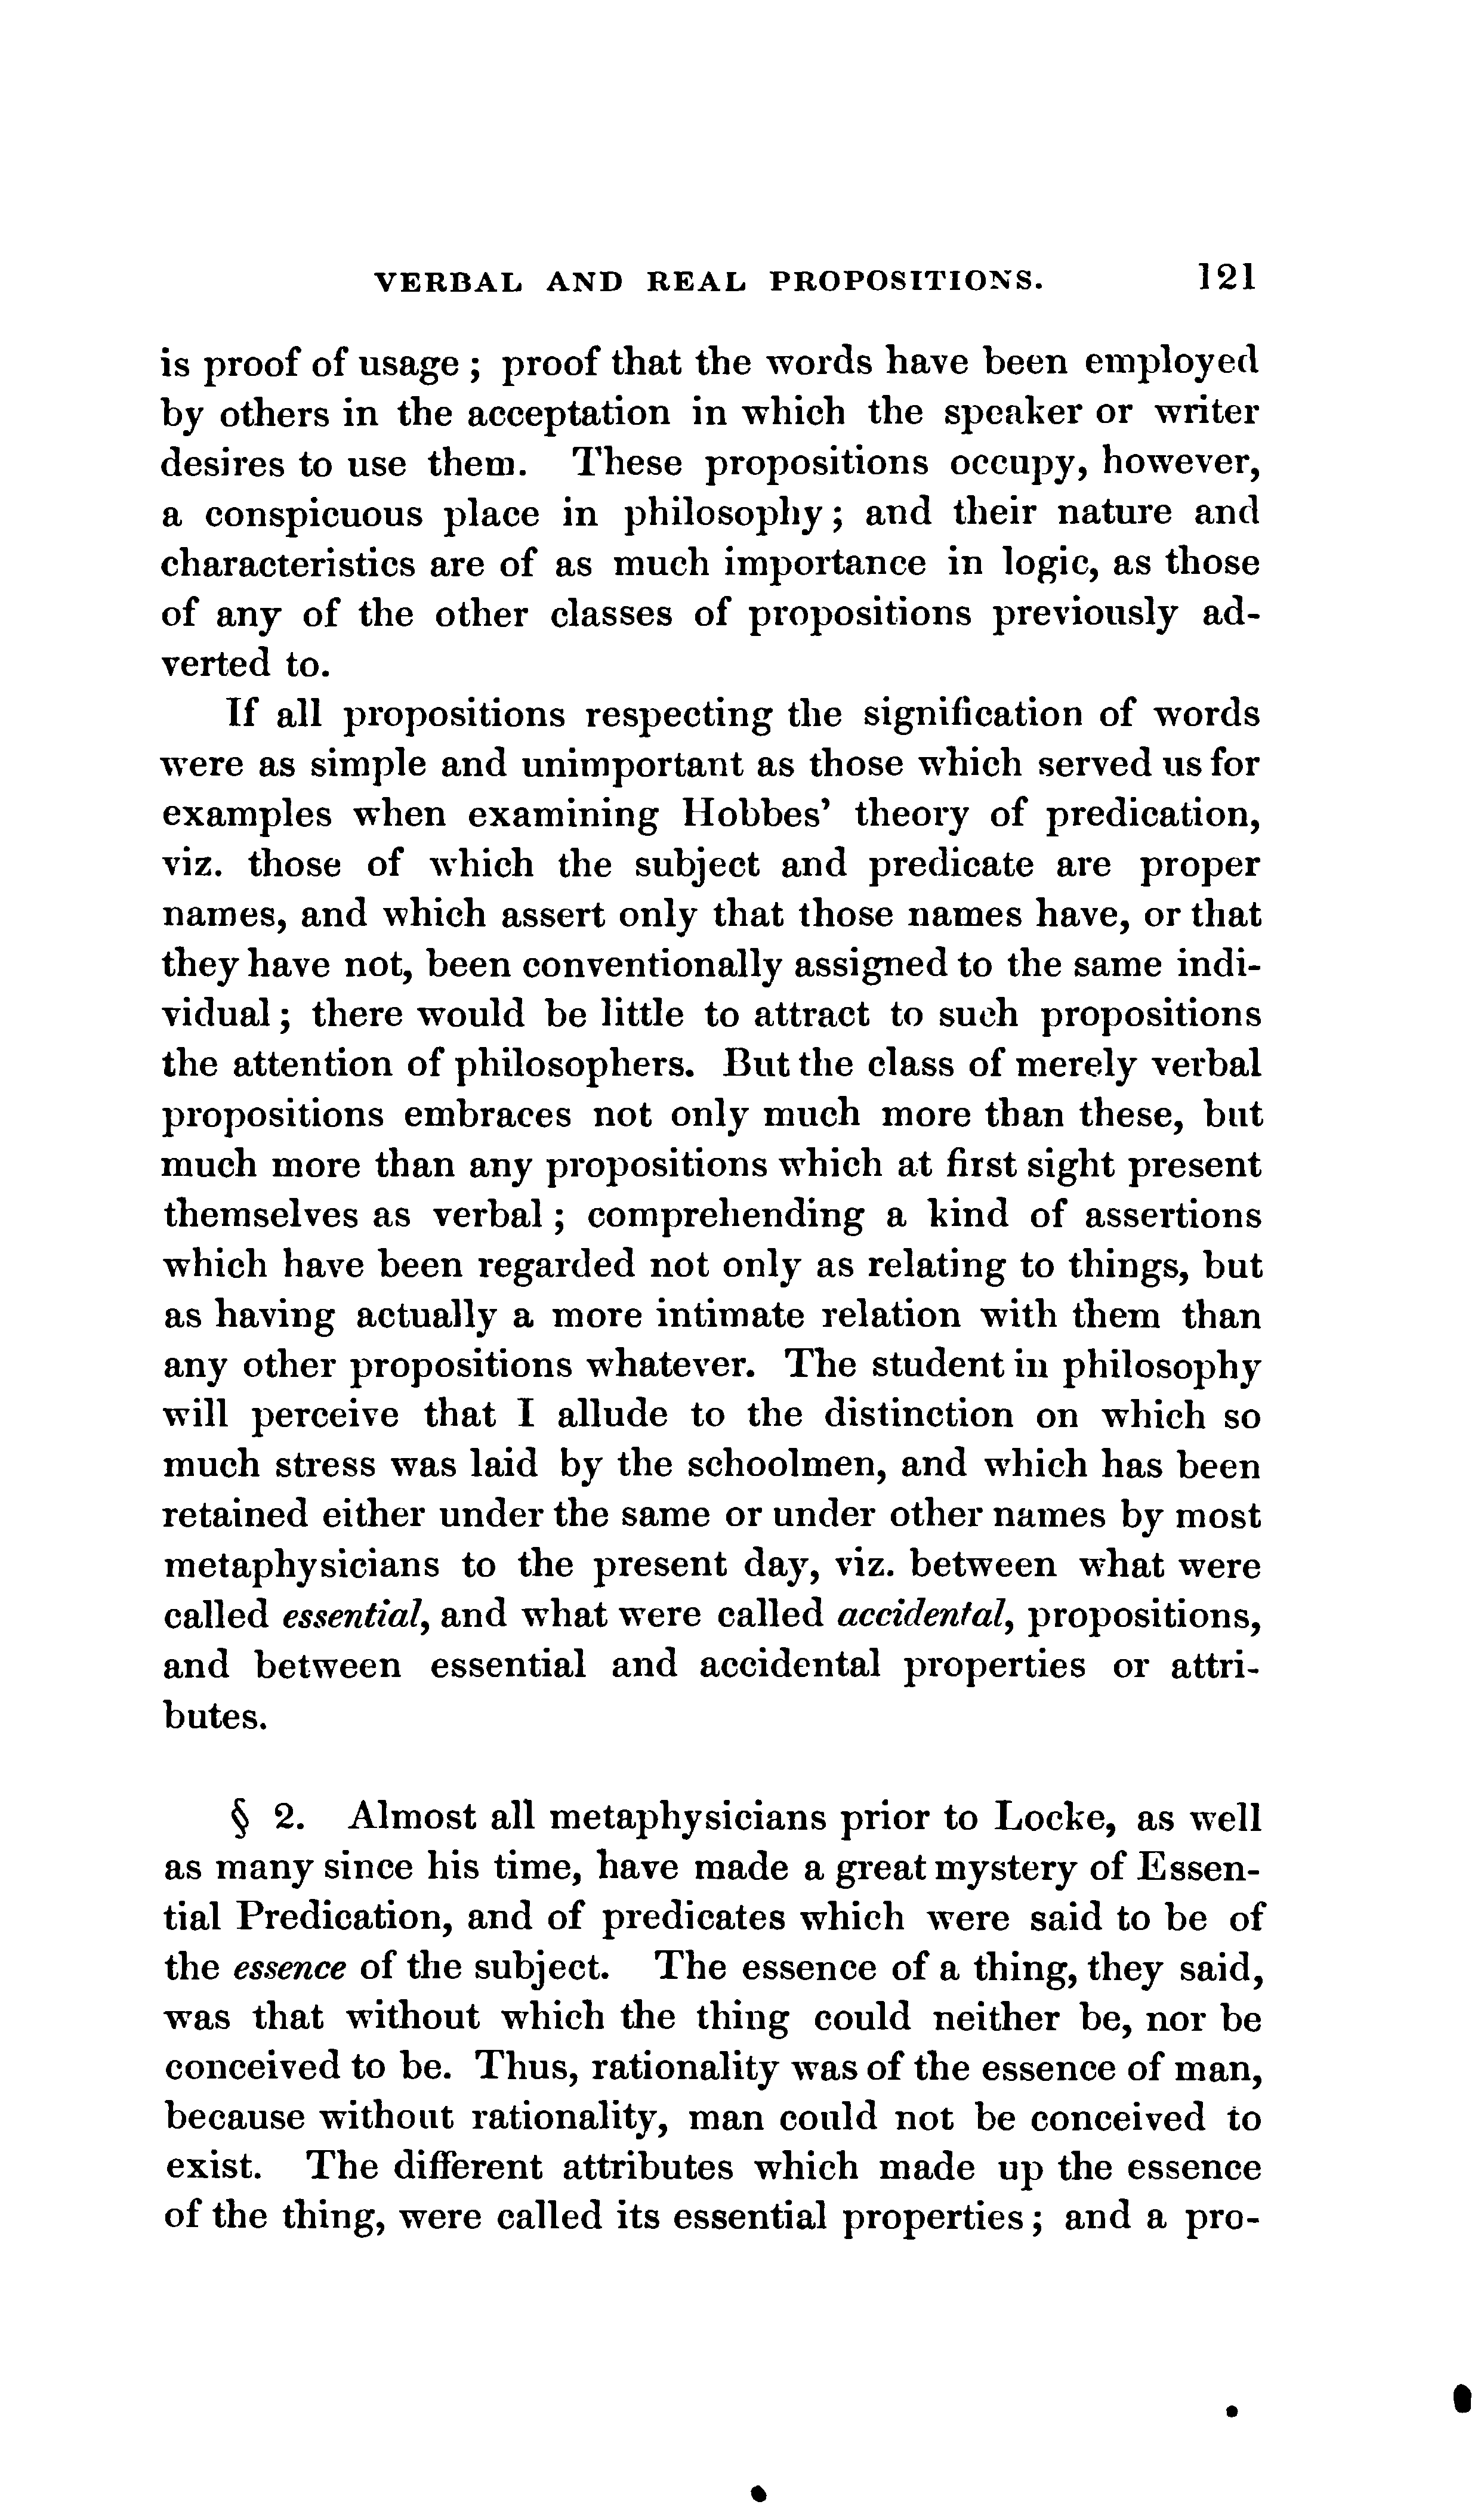 VERBAL AND REAL PROPOSITIONS. 121
is proof of usage ; proof that the words have been employed
by others in the acceptation in which the speaker or writer
desires to use them. These propositions occupy, however,
a conspicuous place in philosophy ; and their nature and
characteristics are of as much importance in logic, as those
of any of the other classes of propositions previously ad-
verted to.
If all propositions respecting the signification of words
were as simple and unimportant as those which served us for
examples when examining Hobbes' theory of predication,
viz. those of which the subject and predicate are proper
names, and which assert only that those names have, or that
they have not, been conventionally assigned to the same indi-
vidual ; there would be little to attract to such propositions
the attention of philosophers. But the class of merely verbal
propositions embraces not only much more than these, but
much more than any propositions which at first sight present
themselves as verbal ; comprehending a kind of assertions
which have been regarded not only as relating to things, but
as having actually a more intimate relation with them than
any other propositions whatever. The student in philosophy
will perceive that I allude to the distinction on which so
much stress was laid by the schoolmen, and which has been
retained either under the same or under other names by most
metaphysicians to the present day, viz. between what were
called essential, and what were called accidental, propositions,
and between essential and accidental properties or attri-
butes.
§ 2. Almost all metaphysicians prior to Locke, as well
as many since his time, have made a great mystery of Essen-
tial Predication, and of predicates which were said to be of
the essence of the subject. The essence of a thing, they said,
was that without which the thing could neither be, nor be
conceived to be. Thus, rationality was of the essence of man,
because without rationality, man could not be conceived to
exist. The different attributes which made up the essence
of the thing, were called its essential properties ; and a pro-